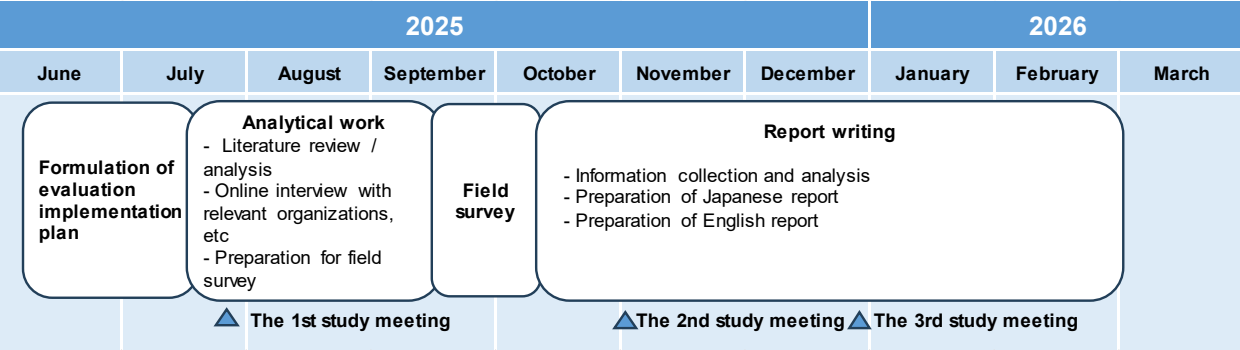 2025
2026
June
July
August
September
October
November
December
January
February
March
Formulation of
evaluation
implementation
plan
Analytical work
- Literature review /
analysis
- Online interview with
relevant organizations,
etc
- Preparation for field
survey
Field
survey
Report writing
- Information collection and analysis
- Preparation of Japanese report
- Preparation of English report
The 1st study meeting
The 2nd study meeting
The 3rd study meeting